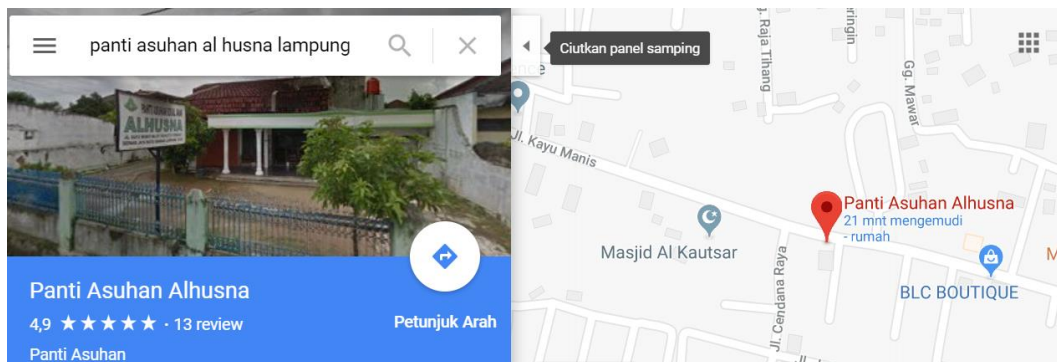 panti asuhan al husna lampung
ALHUSNA
Panti Asuhan Alhusna
4,9 · 13 review
Petunjuk Arah
Panti Asuhan
Ciutkan panel samping
Raja Tihang
Gg. Mawar
Jl. Kayu Manis
Panti Asuhan Alhusna
21 mnt mengemudi
- rumah
Masjid Al Kautsar
Jl. Cendana Raya
BLC BOUTIQUE